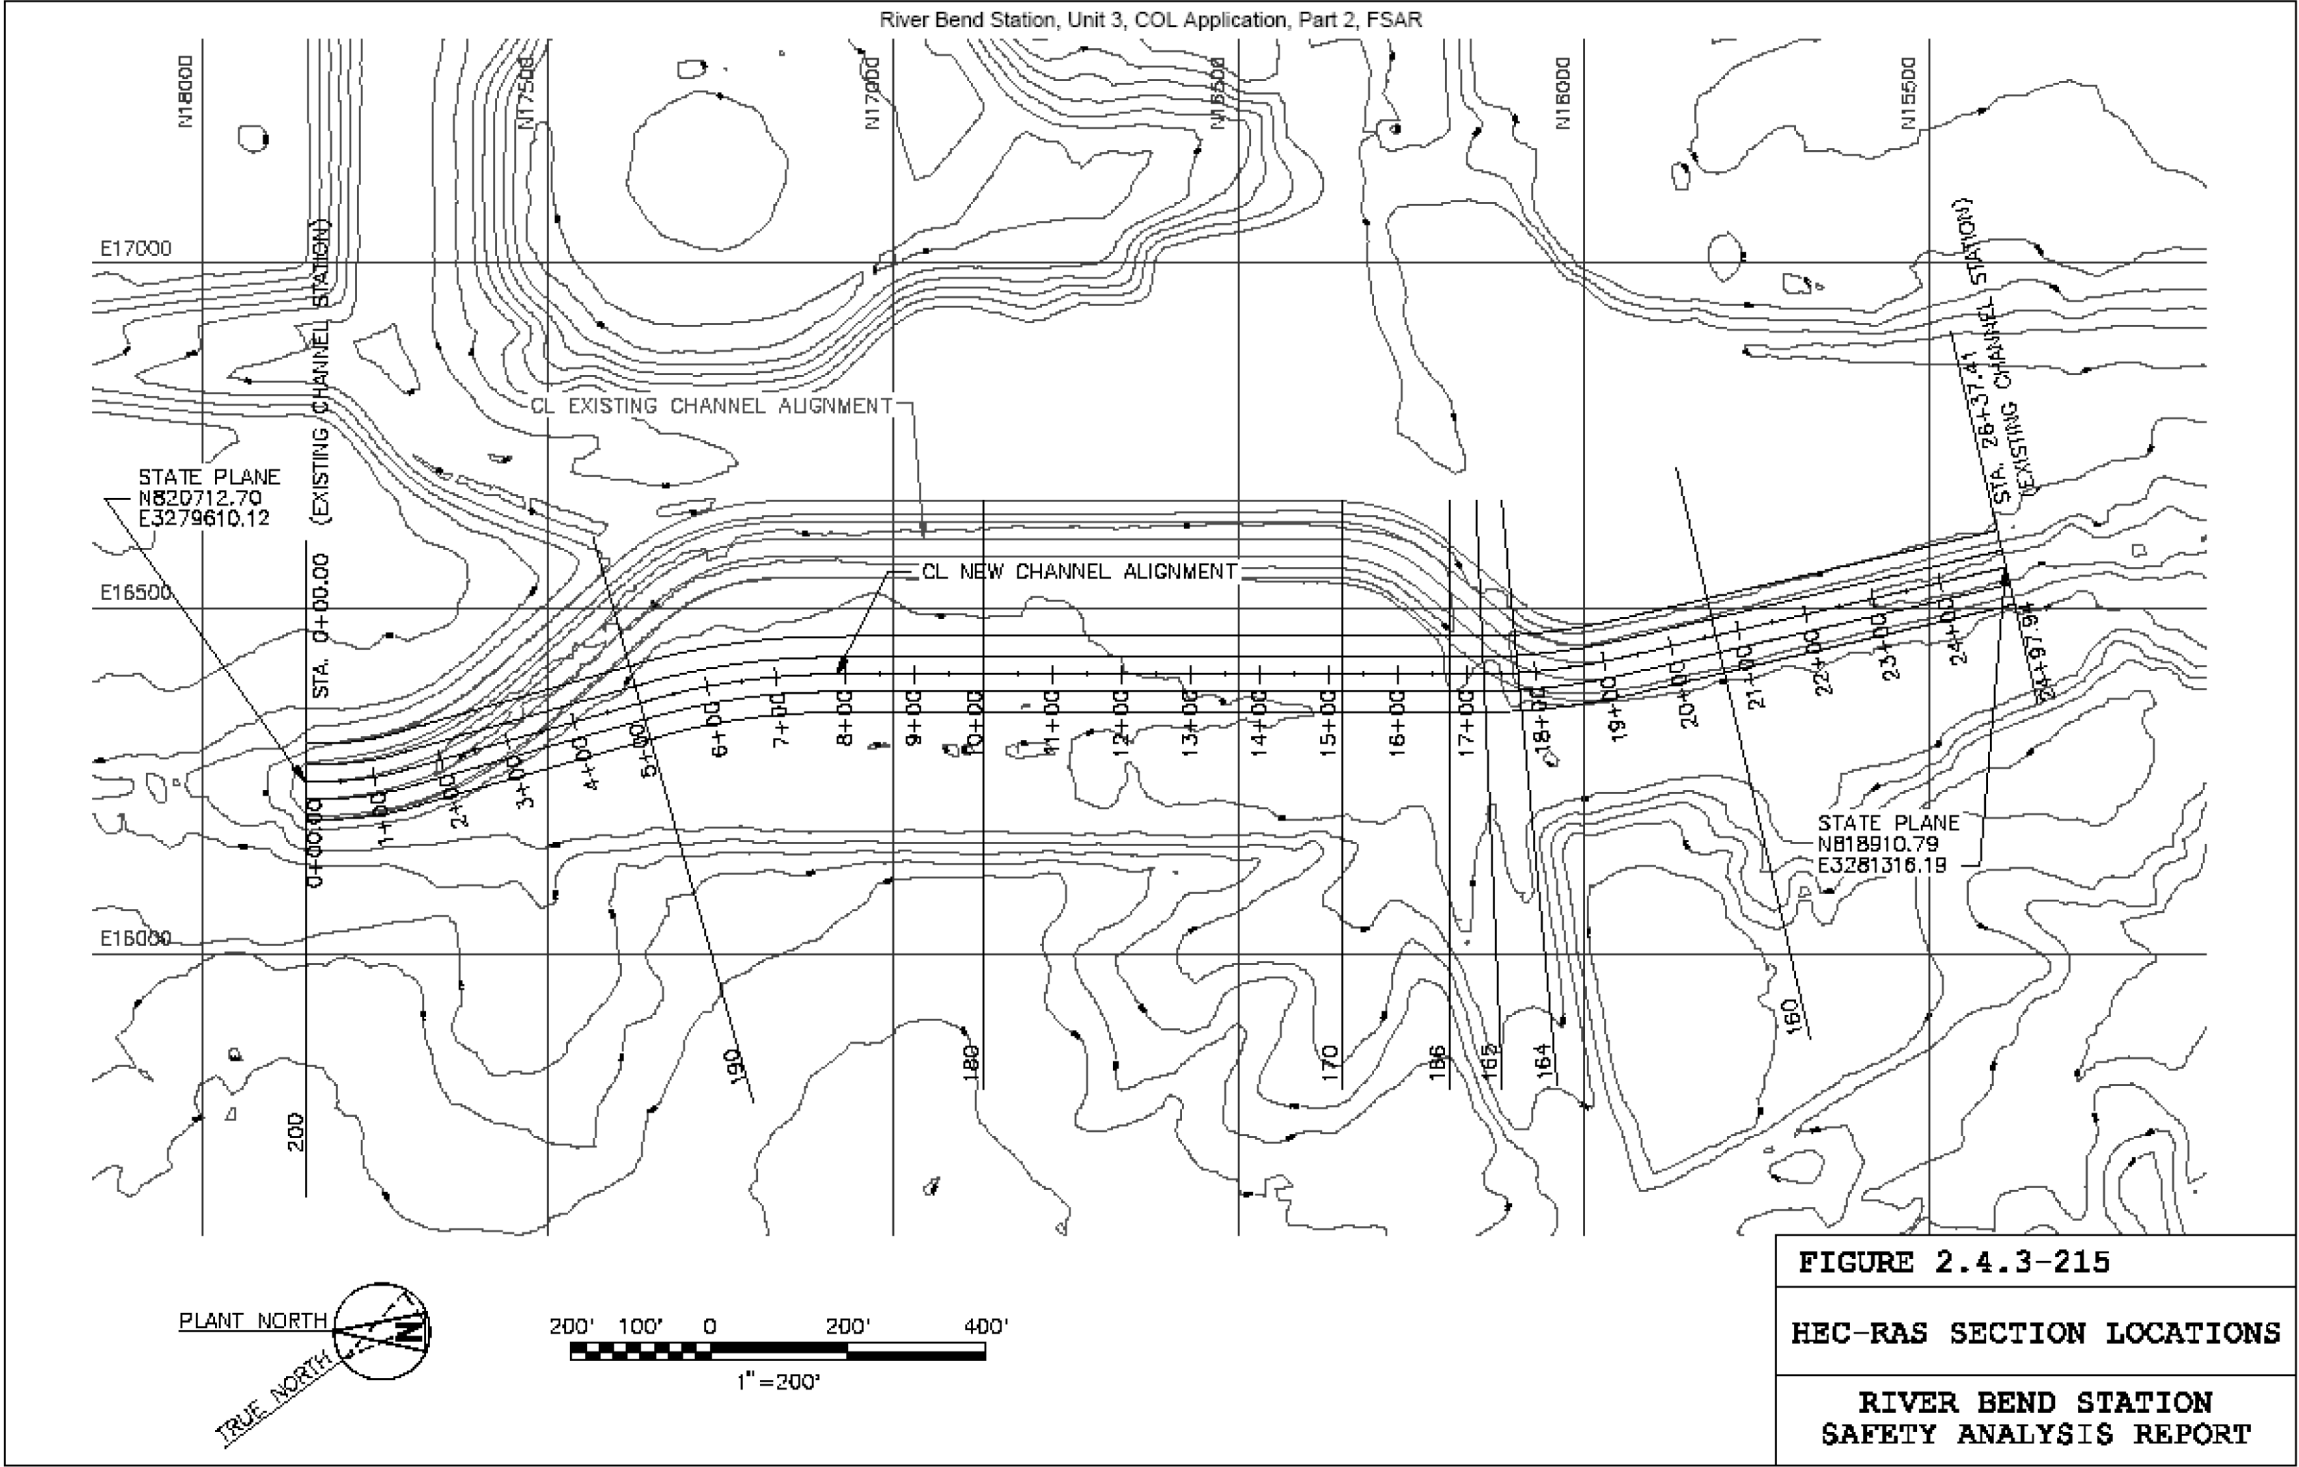 River Bend Station, Unit 3, COL Application, Part 2, FSAR
N18000
N17500
N17000
N16500
N16000
N15500
E17000
STA. 0+00.00 (EXISTING CHANNEL STATION)
CL EXISTING CHANNEL ALIGNMENT
STA. 26+37.41
(EXISTING CHANNEL STATION)
STATE PLANE
N820712.70
E3279610.12
CL NEW CHANNEL ALIGNMENT
E16500
0+00.00
1+00
2+00
3+00
4+00
5+00
6+00
7+00
8+00
9+00
10+00
11+00
12+00
13+00
14+00
15+00
16+00
17+00
18+00
19+00
20+00
21+00
22+00
23+00
24+00
24+97.91
STATE PLANE
N818910.79
E3281316.19
E16000
200
190
180
170
166
165
164
160
PLANT NORTH
N
TRUE NORTH
200' 100' 0 200' 400'
1"=200'
FIGURE 2.4.3-215
HEC-RAS SECTION LOCATIONS
RIVER BEND STATION
SAFETY ANALYSIS REPORT